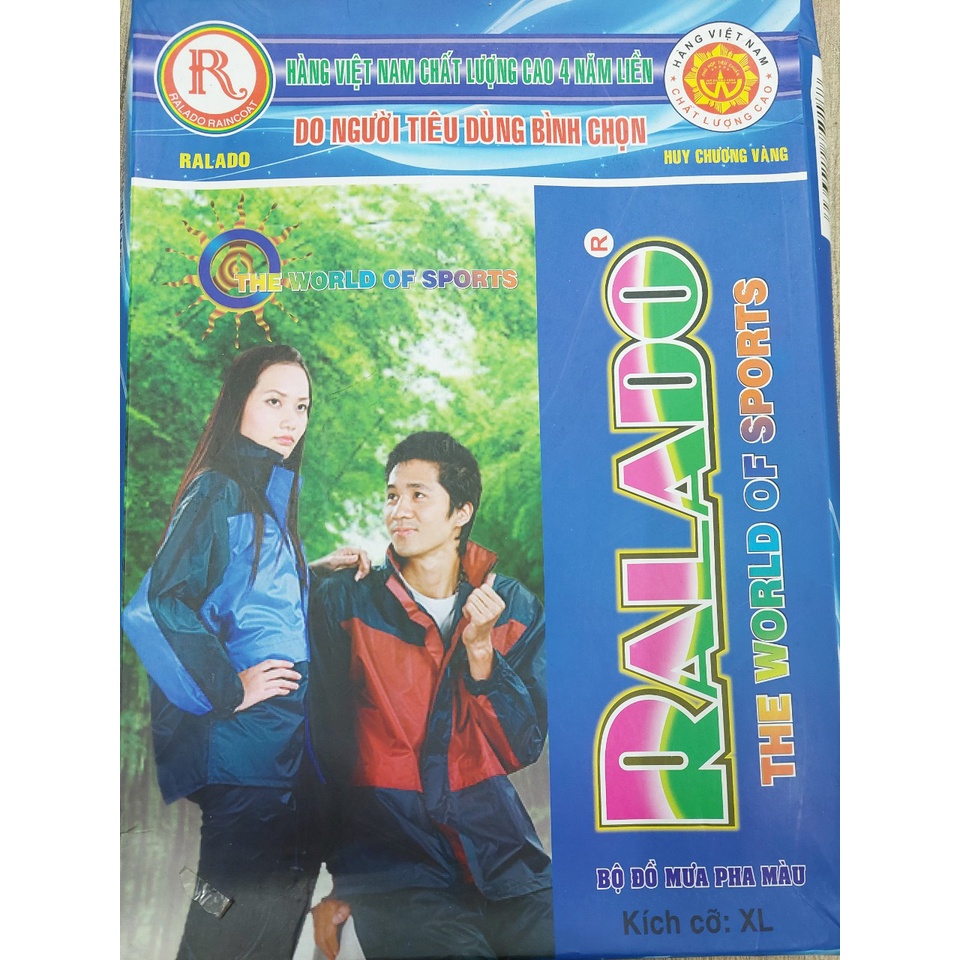 R
RALADO RAINCOAT
RALADO
HÀNG VIỆT NAM CHẤT LƯỢNG CAO 4 NĂM LIỀN
DO NGƯỜI TIÊU DÙNG BÌNH CHỌN
HÀNG VIỆT NAM
CHẤT LƯỢNG CAO
HUY CHƯƠNG VÀNG
THE WORLD OF SPORTS
RALADO®
THE WORLD OF SPORTS
BỘ ĐỒ MƯA PHA MÀU
Kích cỡ: XL